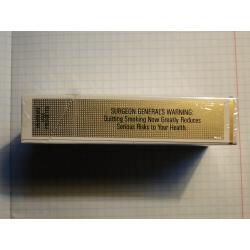 SURGEON GENERAL'S WARNING:
Quitting Smoking Now Greatly Reduces
Serious Risks to Your Health.